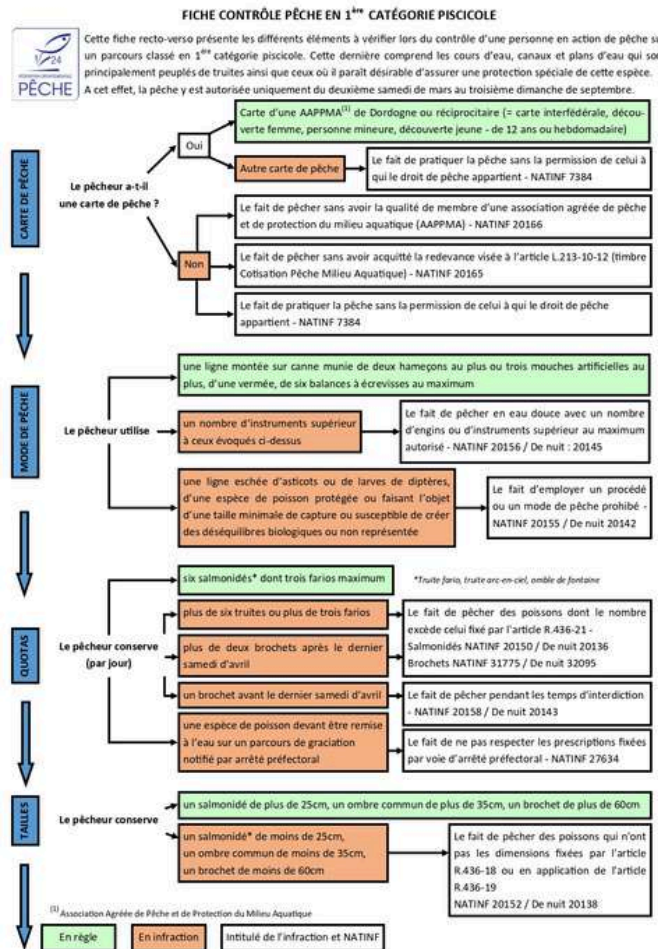 FICHE CONTRÔLE PÊCHE EN 1ère CATÉGORIE PISCICOLE
24
PÊCHE
Cette fiche recto-verso présente les différents éléments à vérifier lors du contrôle d'une personne en action de pêche su
un parcours classé en 1ère catégorie piscicole. Cette dernière comprend les cours d'eau, canaux et plans d'eau qui son
principalement peuplés de truites ainsi que ceux où il paraît désirable d'assurer une protection spéciale de cette espèce.
A cet effet, la pêche y est autorisée uniquement du deuxième samedi de mars au troisième dimanche de septembre.
CARTE DE PÊCHE
Le pêcheur a-t-il
une carte de pêche ?
Oui
Carte d'une AAPPMA(1) de Dordogne ou réciprocitaire (= carte interfédérale, décou-
verte femme, personne mineure, découverte jeune - de 12 ans ou hebdomadaire)
Autre carte de pêche
Le fait de pratiquer la pêche sans la permission de celui à
qui le droit de pêche appartient - NATINF 7384
Non
Le fait de pêcher sans avoir la qualité de membre d'une association agréée de pêche
et de protection du milieu aquatique (AAPPMA) - NATINF 20166
Le fait de pêcher sans avoir acquitté la redevance visée à l'article L.213-10-12 (timbre
Cotisation Pêche Milieu Aquatique) - NATINF 20165
Le fait de pratiquer la pêche sans la permission de celui à qui le droit de pêche
appartient - NATINF 7384
MODE DE PÊCHE
Le pêcheur utilise
une ligne montée sur canne munie de deux hameçons au plus ou trois mouches artificielles au
plus, d'une vermée, de six balances à écrevisses au maximum
un nombre d'instruments supérieur
à ceux évoqués ci-dessus
Le fait de pêcher en eau douce avec un nombre
d'engins ou d'instruments supérieur au maximum
autorisé - NATINF 20156 / De nuit : 20145
une ligne eschée d'asticots ou de larves de diptères,
d'une espèce de poisson protégée ou faisant l'objet
d'une taille minimale de capture ou susceptible de créer
des déséquilibres biologiques ou non représentée
Le fait d'employer un procédé
ou un mode de pêche prohibé -
NATINF 20155 / De nuit 20142
QUOTAS
Le pêcheur conserve
(par jour)
six salmonidés* dont trois farios maximum
*Truite fario, truite arc-en-ciel, omble de fontaine
plus de six truites ou plus de trois farios
plus de deux brochets après le dernier
samedi d'avril
Le fait de pêcher des poissons dont le nombre
excède celui fixé par l'article R.436-21 -
Salmonidés NATINF 20150 / De nuit 20136
Brochets NATINF 31775 / De nuit 32095
un brochet avant le dernier samedi d'avril
Le fait de pêcher pendant les temps d'interdiction
- NATINF 20158 / De nuit 20143
une espèce de poisson devant être remise
à l'eau sur un parcours de graciation
notifié par arrêté préfectoral
Le fait de ne pas respecter les prescriptions fixées
par voie d'arrêté préfectoral - NATINF 27634
TAILLES
Le pêcheur conserve
un salmonidé de plus de 25cm, un ombre commun de plus de 35cm, un brochet de plus de 60cm
un salmonidé* de moins de 25cm,
un ombre commun de moins de 35cm,
un brochet de moins de 60cm
Le fait de pêcher des poissons qui n'ont
pas les dimensions fixées par l'article
R.436-18 ou en application de l'article
R.436-19
NATINF 20152 / De nuit 20138
(1) Association Agréée de Pêche et de Protection du Milieu Aquatique
En règle
En infraction
Intitulé de l'infraction et NATINF